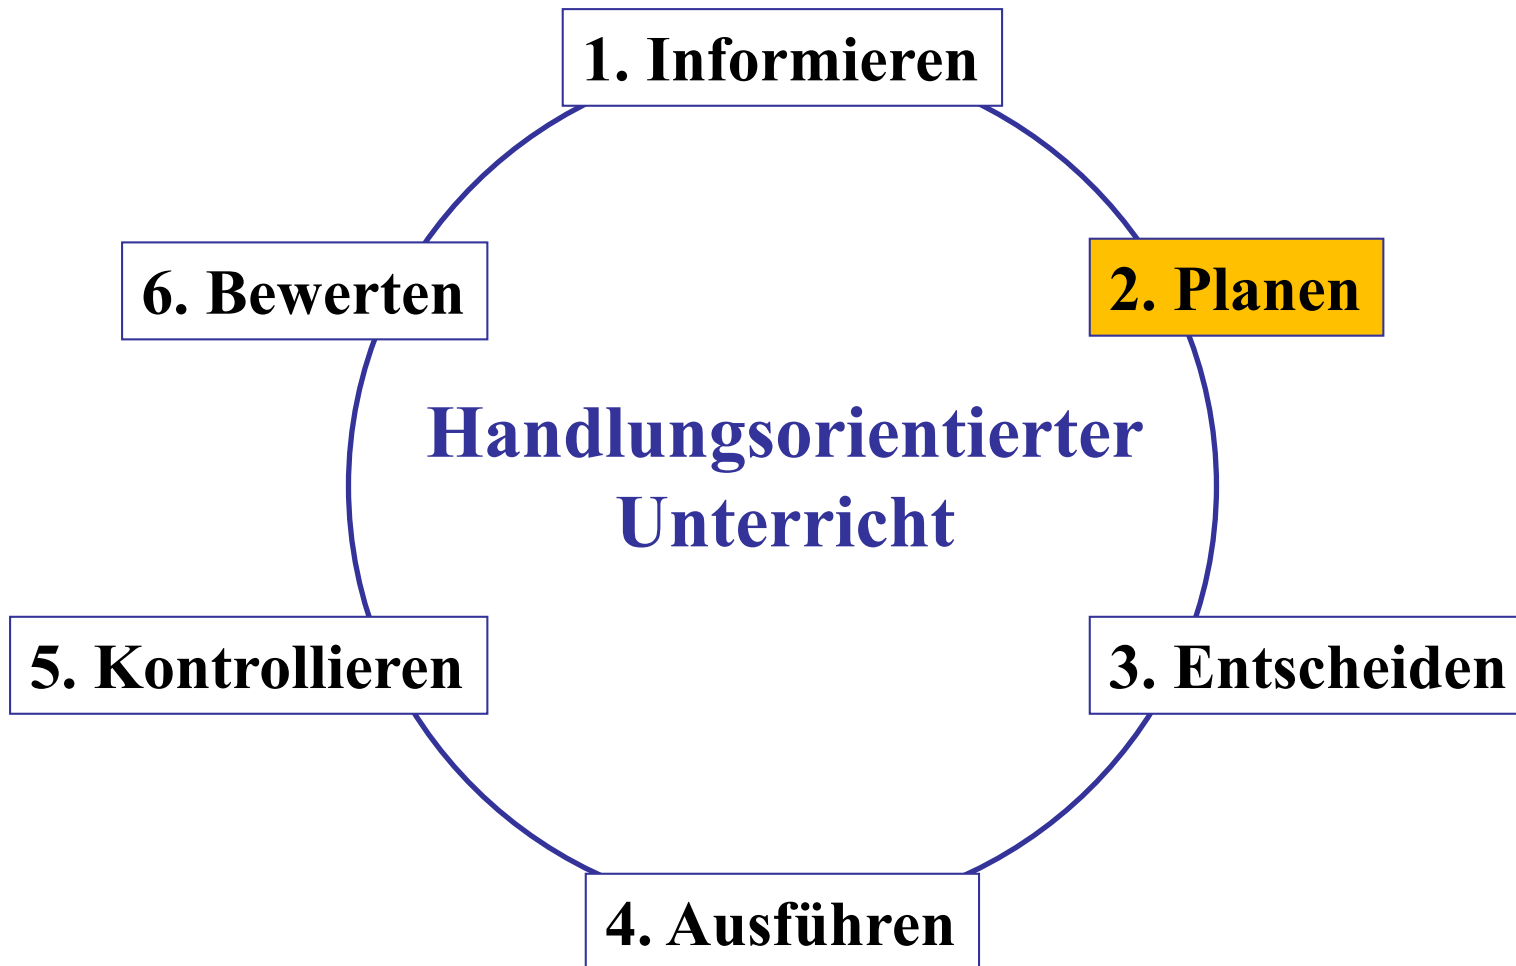 1. Informieren
2. Planen
3. Entscheiden
4. Ausführen
5. Kontrollieren
6. Bewerten
Handlungsorientierter
Unterricht